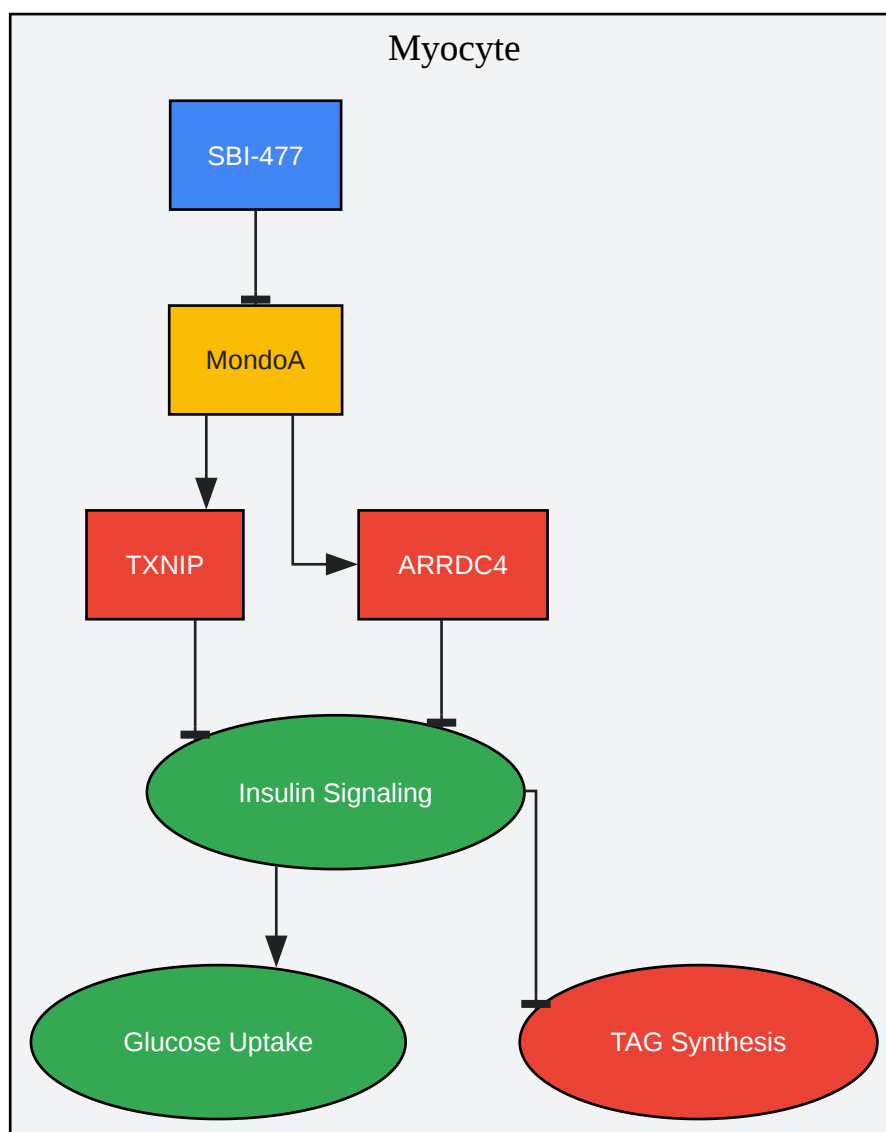 Myocyte
SBI-477
MondoA
TXNIP
ARRDC4
Insulin Signaling
Glucose Uptake
TAG Synthesis